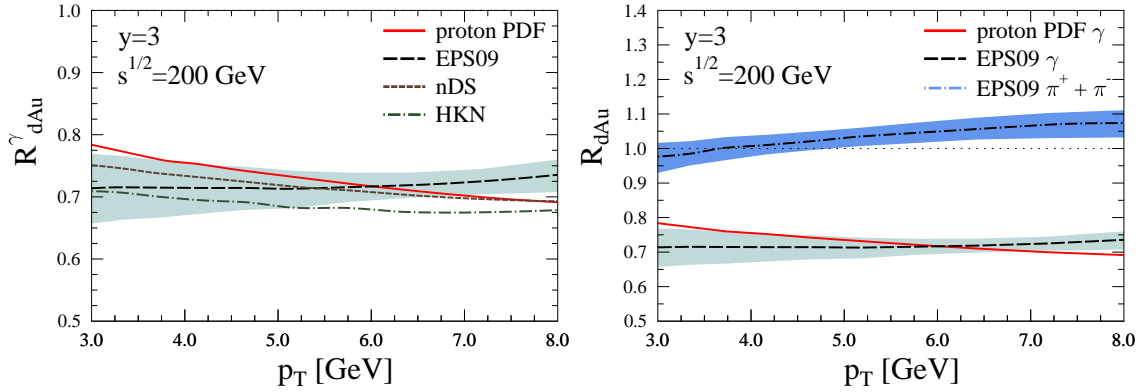 1.0
0.9
0.8
0.7
0.6
0.5
R^γ_dAu
y=3
s^1/2=200 GeV
proton PDF
EPS09
nDS
HKN
3.0 4.0 5.0 6.0 7.0 8.0
p_T [GeV]
1.4
1.3
1.2
1.1
1.0
0.9
0.8
0.7
0.6
0.5
R_dAu
y=3
s^1/2=200 GeV
proton PDF γ
EPS09 γ
EPS09 π^+ + π^-
3.0 4.0 5.0 6.0 7.0 8.0
p_T [GeV]